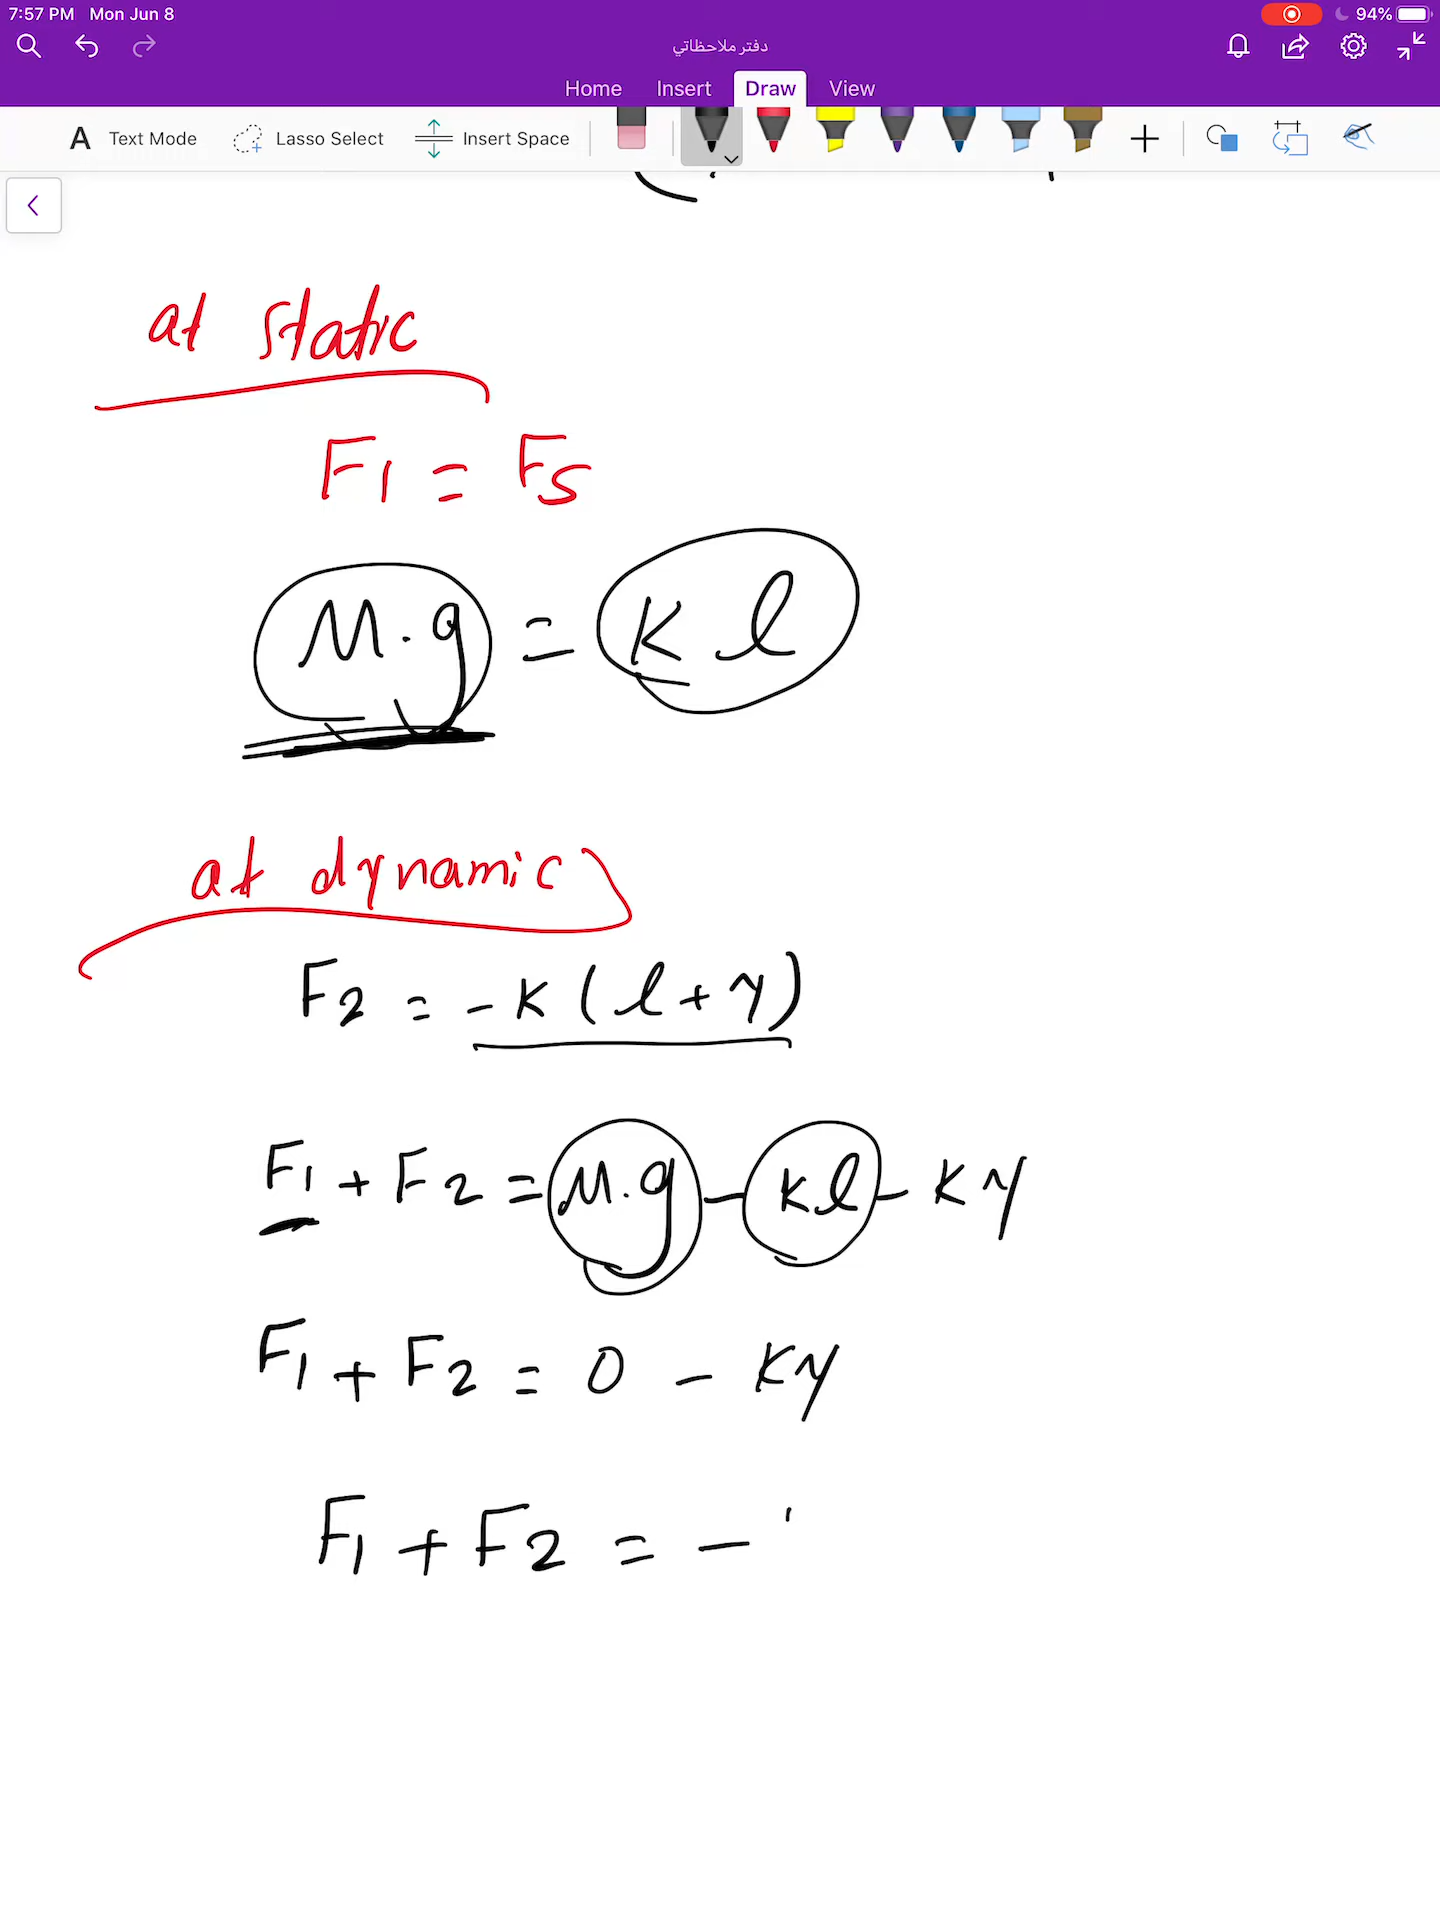 7:57 PM Mon Jun 8
94%
دفتر ملاحظاتي
Home Insert Draw View
A Text Mode Lasso Select Insert Space
at static
F1 = Fs
M.g = K l
at dynamic
F2 = -K(l+y)
F1 + F2 = M.g - Kl - Ky
F1 + F2 = 0 - Ky
F1 + F2 = -